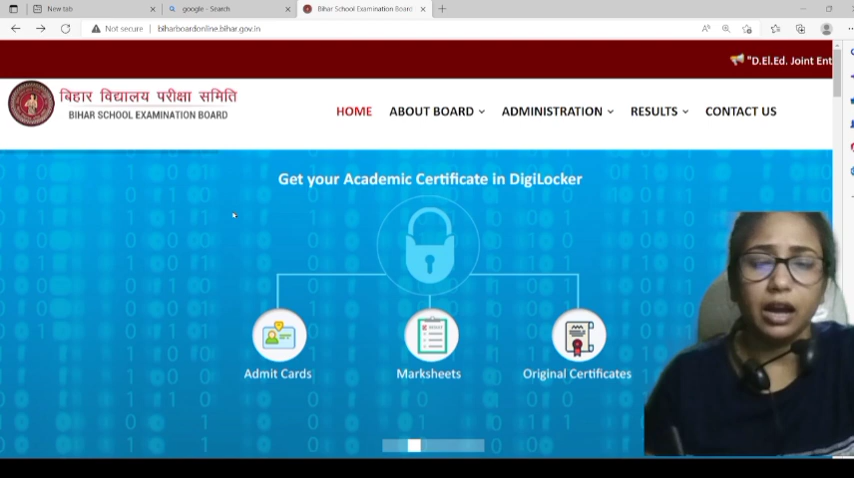 New tab
google - Search
Bihar School Examination Board
Not secure
biharboardonline.bihar.gov.in
"D.El.Ed. Joint Ent
बिहार विद्यालय परीक्षा समिति
BIHAR SCHOOL EXAMINATION BOARD
HOME
ABOUT BOARD
ADMINISTRATION
RESULTS
CONTACT US
Get your Academic Certificate in DigiLocker
Admit Cards
Marksheets
Original Certificates